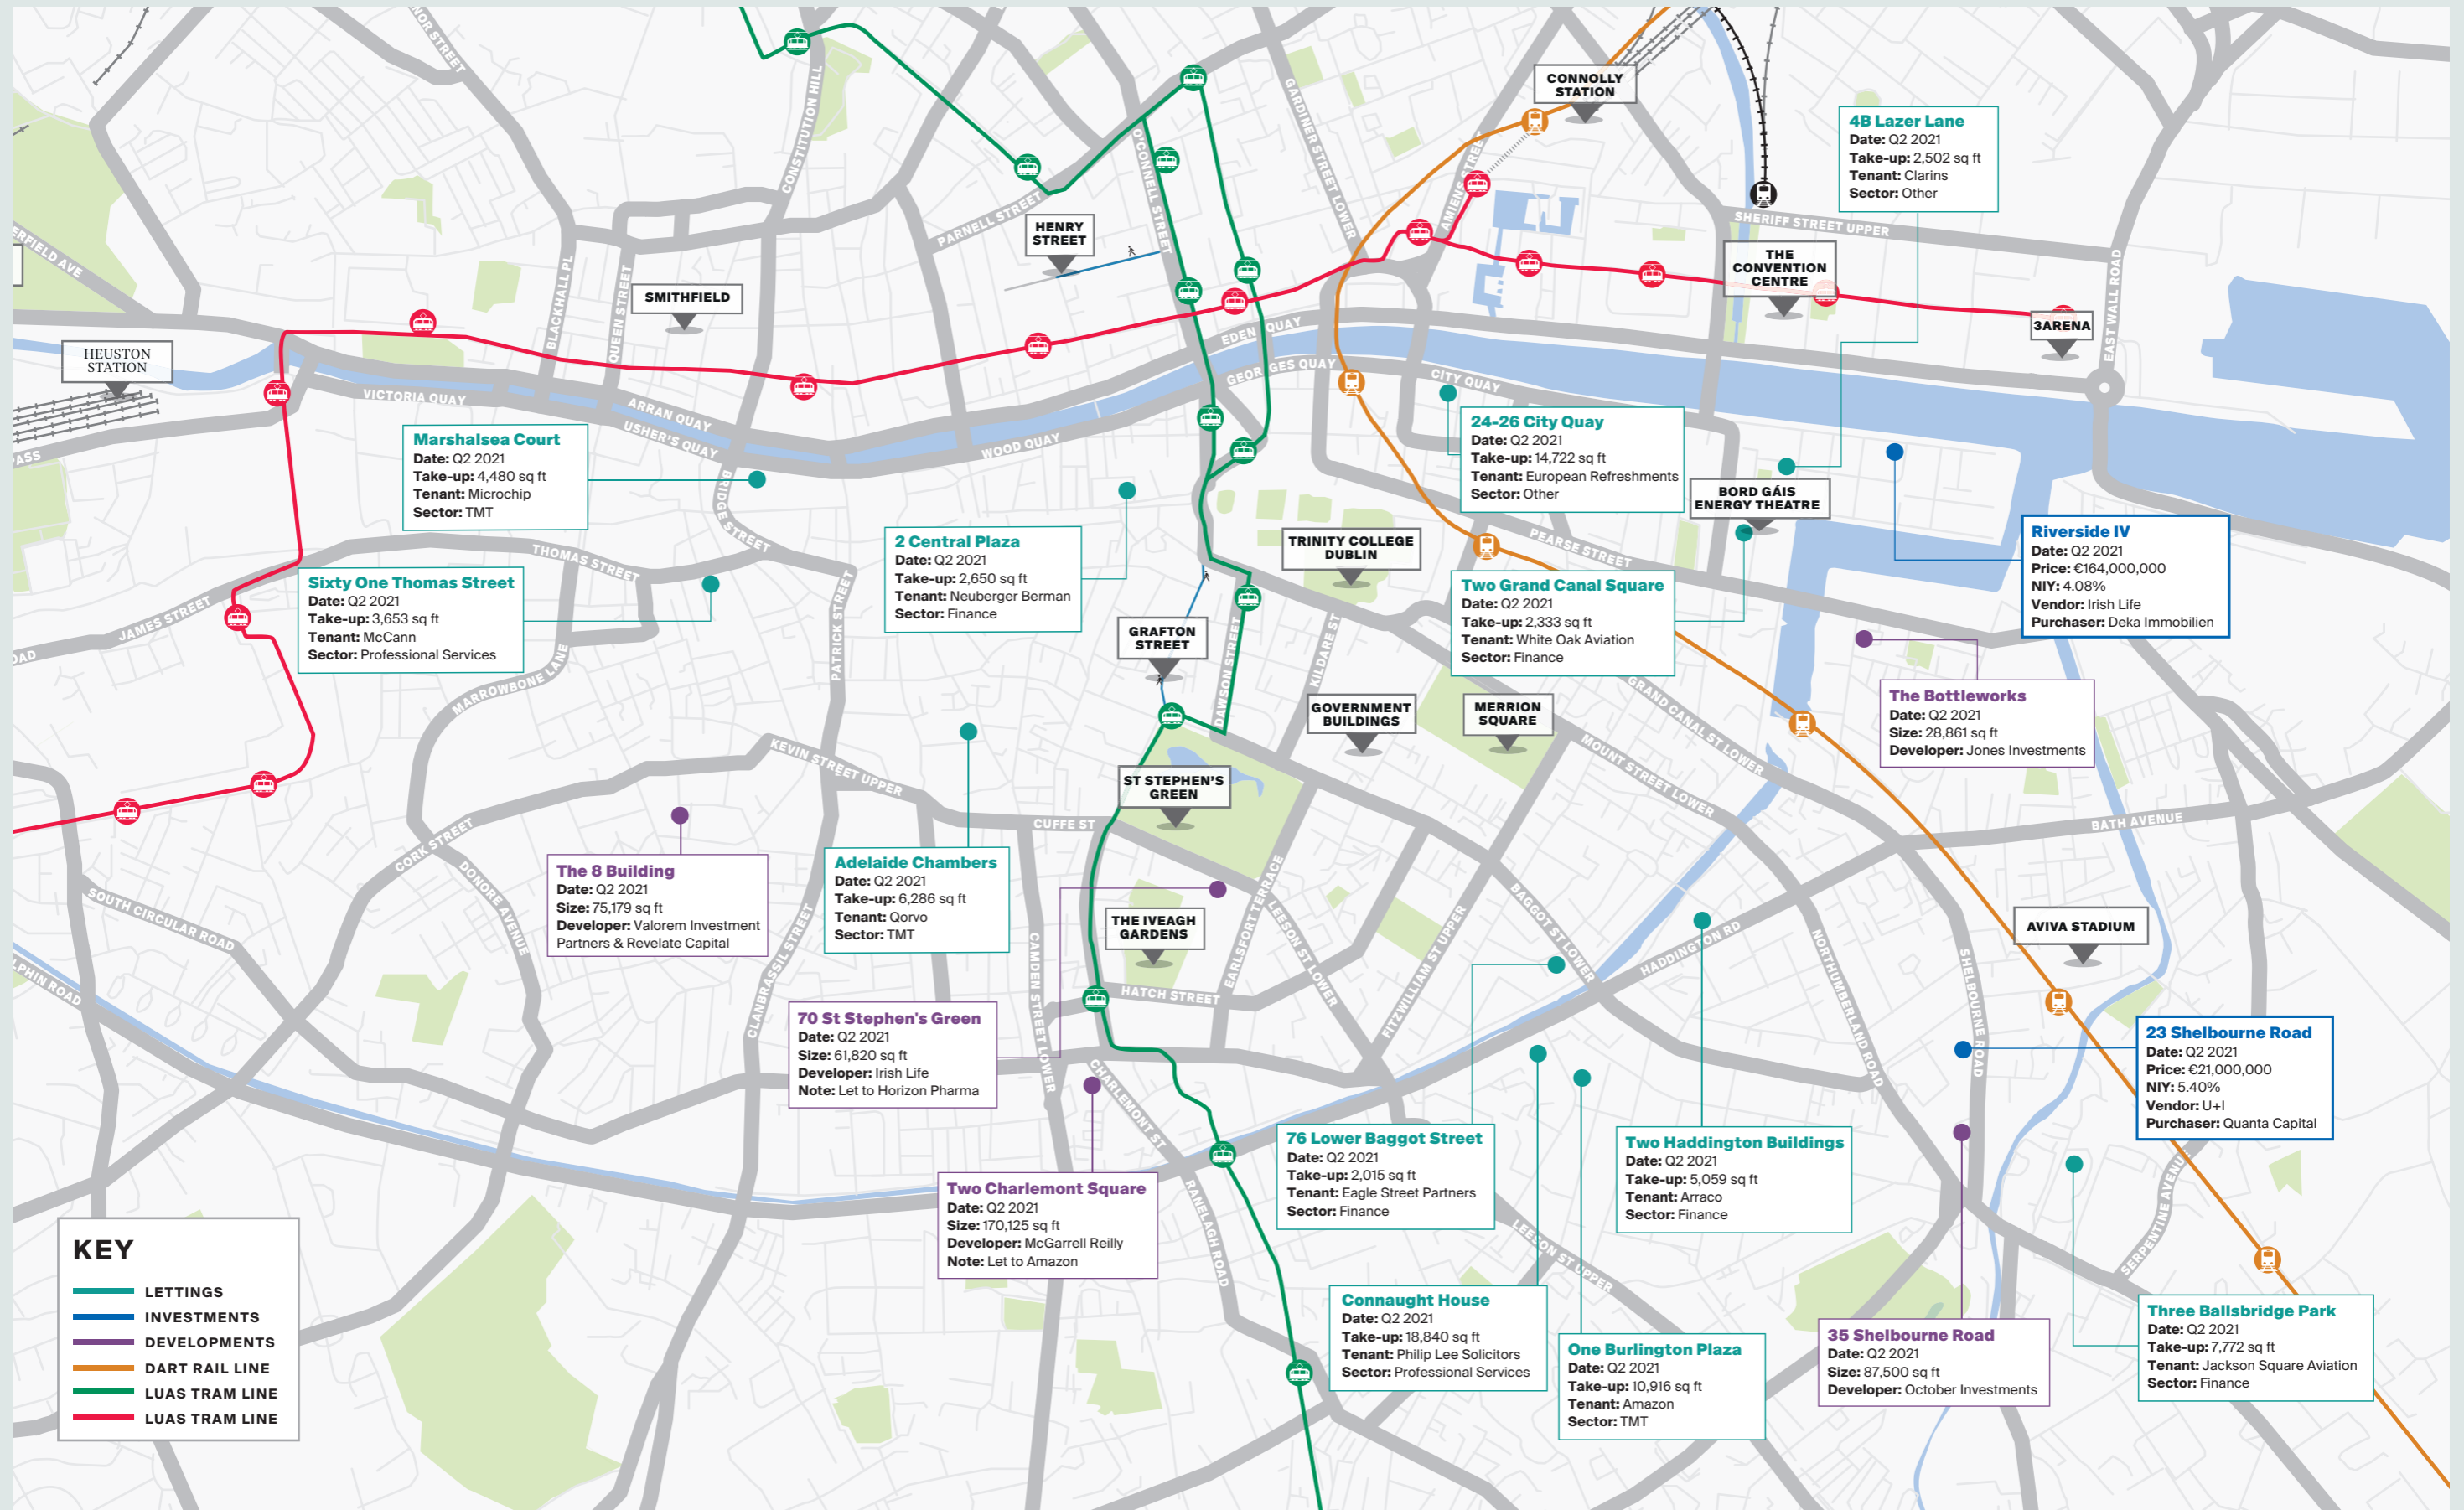 CONSTITUTION HILL
GARDINER STREET LOWER
CONNOLLY
STATION
O'CONNELL STREET
AMIENS STREET
4B Lazer Lane
Date: Q2 2021
Take-up: 2,502 sq ft
Tenant: Clarins
Sector: Other
PARNELL STREET
HENRY
STREET
SHERIFF STREET UPPER
THE
CONVENTION
CENTRE
EAST WALL ROAD
3ARENA
BLACKHALL PL
QUEEN STREET
SMITHFIELD
HEUSTON
STATION
EDEN QUAY
GEORGES QUAY
CITY QUAY
VICTORIA QUAY
ARRAN QUAY
USHER'S QUAY
WOOD QUAY
BRIDGE STREET
Marshalsea Court
Date: Q2 2021
Take-up: 4,480 sq ft
Tenant: Microchip
Sector: TMT
24-26 City Quay
Date: Q2 2021
Take-up: 14,722 sq ft
Tenant: European Refreshments
Sector: Other
BORD GÁIS
ENERGY THEATRE
Riverside IV
Date: Q2 2021
Price: €164,000,000
NIY: 4.08%
Vendor: Irish Life
Purchaser: Deka Immobilien
2 Central Plaza
Date: Q2 2021
Take-up: 2,650 sq ft
Tenant: Neuberger Berman
Sector: Finance
TRINITY COLLEGE
DUBLIN
PEARSE STREET
THOMAS STREET
Sixty One Thomas Street
Date: Q2 2021
Take-up: 3,653 sq ft
Tenant: McCann
Sector: Professional Services
JAMES STREET
MARROWBONE LANE
PATRICK STREET
GRAFTON
STREET
DAWSON STREET
KILDARE ST
Two Grand Canal Square
Date: Q2 2021
Take-up: 2,333 sq ft
Tenant: White Oak Aviation
Sector: Finance
GRAND CANAL ST LOWER
GOVERNMENT
BUILDINGS
MERRION
SQUARE
MOUNT STREET LOWER
The Bottleworks
Date: Q2 2021
Size: 28,861 sq ft
Developer: Jones Investments
KEVIN STREET UPPER
ST STEPHEN'S
GREEN
CUFFE ST
BATH AVENUE
CORK STREET
DONORE AVENUE
SOUTH CIRCULAR ROAD
The 8 Building
Date: Q2 2021
Size: 75,179 sq ft
Developer: Valorem Investment
Partners & Revelate Capital
Adelaide Chambers
Date: Q2 2021
Take-up: 6,286 sq ft
Tenant: Qorvo
Sector: TMT
CLANBRASSIL STREET
CAMDEN STREET LOWER
THE IVEAGH
GARDENS
HATCH STREET
EARLSFORT TERRACE
LEESON ST LOWER
FITZWILLIAM ST UPPER
BAGGOT ST LOWER
HADDINGTON RD
NORTHUMBERLAND ROAD
SHELBOURNE ROAD
AVIVA STADIUM
70 St Stephen's Green
Date: Q2 2021
Size: 61,820 sq ft
Developer: Irish Life
Note: Let to Horizon Pharma
CHARLEMONT ST
23 Shelbourne Road
Date: Q2 2021
Price: €21,000,000
NIY: 5.40%
Vendor: U+I
Purchaser: Quanta Capital
76 Lower Baggot Street
Date: Q2 2021
Take-up: 2,015 sq ft
Tenant: Eagle Street Partners
Sector: Finance
Two Haddington Buildings
Date: Q2 2021
Take-up: 5,059 sq ft
Tenant: Arraco
Sector: Finance
Two Charlemont Square
Date: Q2 2021
Size: 170,125 sq ft
Developer: McGarrell Reilly
Note: Let to Amazon
RANELAGH ROAD
LEESON ST UPPER
SERPENTINE AVENUE
Connaught House
Date: Q2 2021
Take-up: 18,840 sq ft
Tenant: Philip Lee Solicitors
Sector: Professional Services
One Burlington Plaza
Date: Q2 2021
Take-up: 10,916 sq ft
Tenant: Amazon
Sector: TMT
35 Shelbourne Road
Date: Q2 2021
Size: 87,500 sq ft
Developer: October Investments
Three Ballsbridge Park
Date: Q2 2021
Take-up: 7,772 sq ft
Tenant: Jackson Square Aviation
Sector: Finance
KEY
LETTINGS
INVESTMENTS
DEVELOPMENTS
DART RAIL LINE
LUAS TRAM LINE
LUAS TRAM LINE